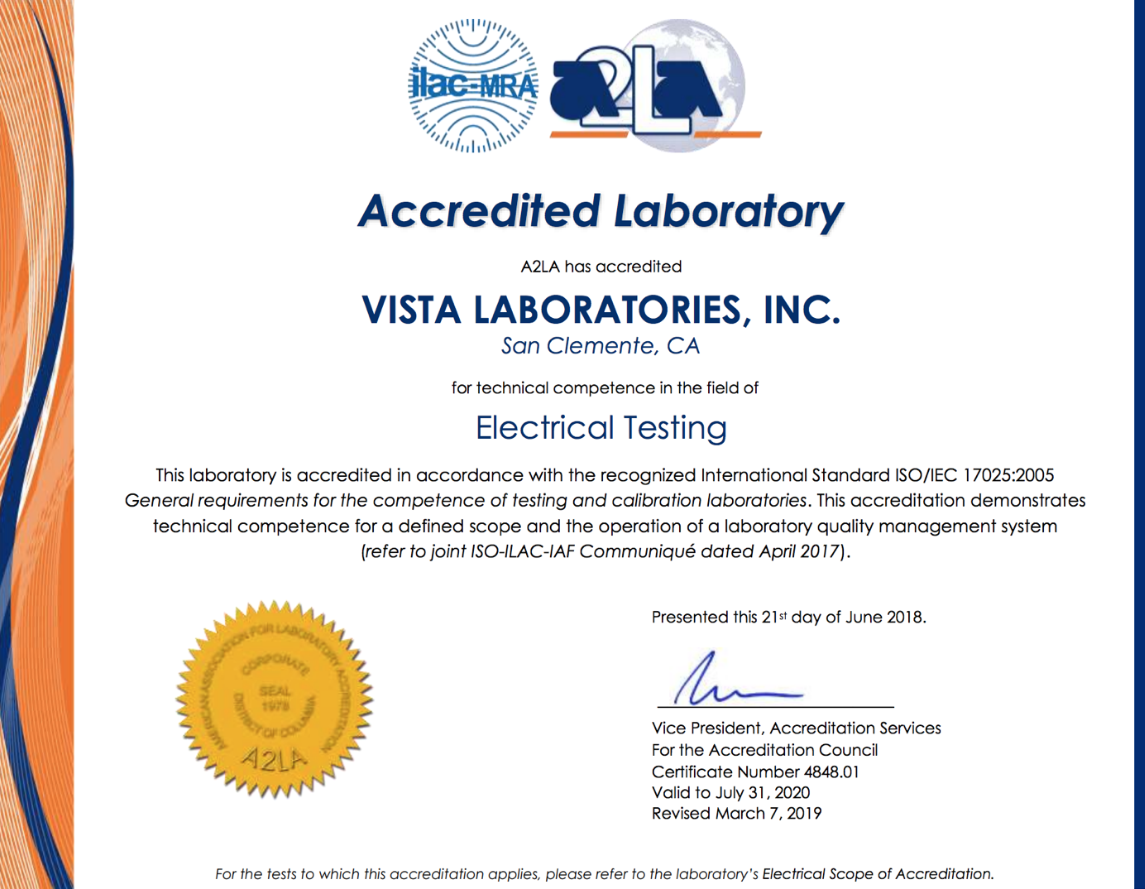 ilac-MRA
A2LA
Accredited Laboratory
A2LA has accredited
VISTA LABORATORIES, INC.
San Clemente, CA
for technical competence in the field of
Electrical Testing
This laboratory is accredited in accordance with the recognized International Standard ISO/IEC 17025:2005
General requirements for the competence of testing and calibration laboratories. This accreditation demonstrates
technical competence for a defined scope and the operation of a laboratory quality management system
(refer to joint ISO-ILAC-IAF Communiqué dated April 2017).
AMERICAN ASSOCIATION FOR LABORATORY ACCREDITATION
CORPORATE
SEAL
1978
DISTRICT OF COLUMBIA
A2LA
Presented this 21st day of June 2018.
Vice President, Accreditation Services
For the Accreditation Council
Certificate Number 4848.01
Valid to July 31, 2020
Revised March 7, 2019
For the tests to which this accreditation applies, please refer to the laboratory's Electrical Scope of Accreditation.